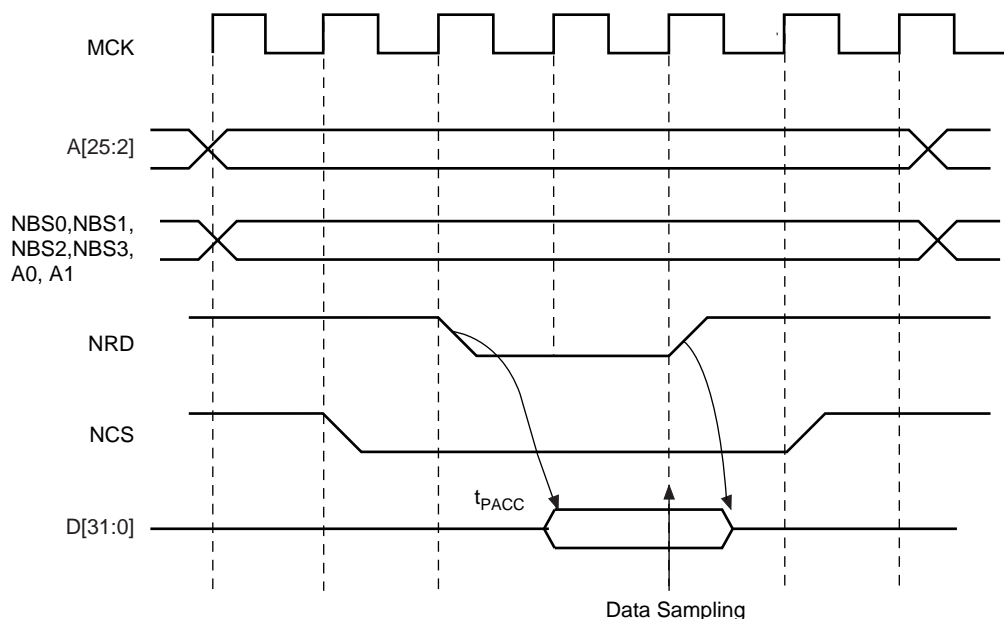 MCK
A[25:2]
NBS0,NBS1,
NBS2,NBS3,
A0, A1
NRD
NCS
tPACC
D[31:0]
Data Sampling